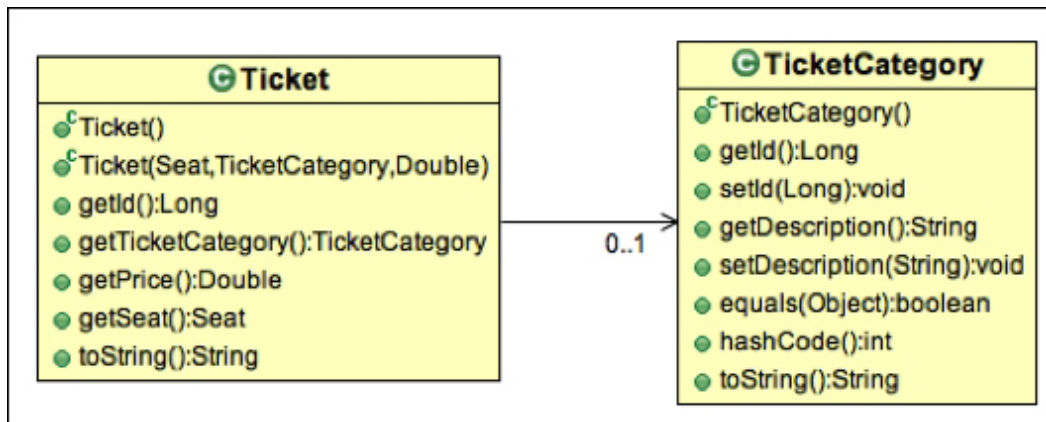 Ticket
Ticket()
Ticket(Seat,TicketCategory,Double)
getId():Long
getTicketCategory():TicketCategory
getPrice():Double
getSeat():Seat
toString():String
0..1
TicketCategory
TicketCategory()
getId():Long
setId(Long):void
getDescription():String
setDescription(String):void
equals(Object):boolean
hashCode():int
toString():String